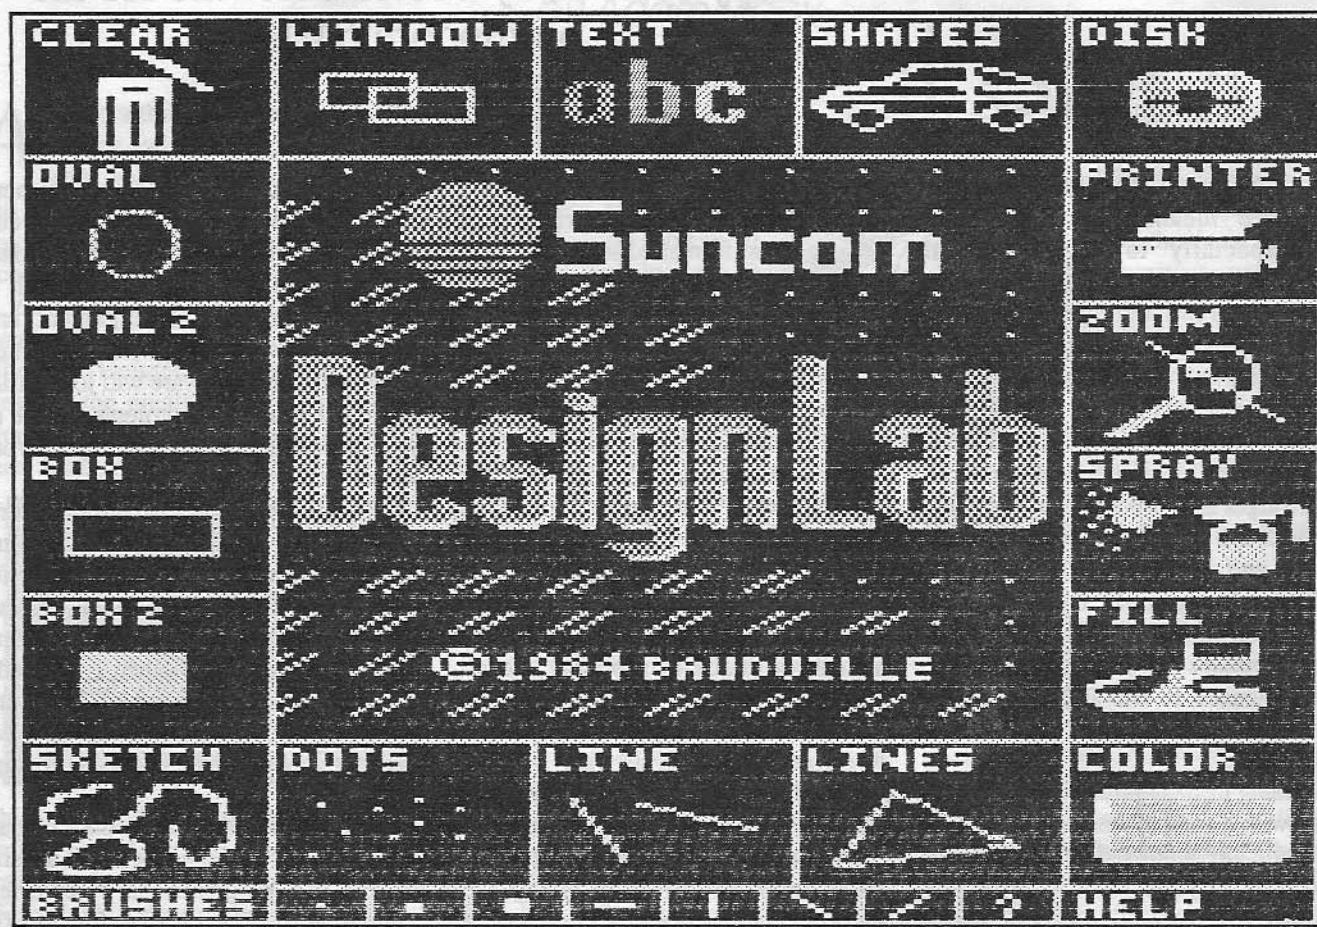 CLEAR
WINDOW
TEXT
SHAPES
DISK
abc
OVAL
PRINTER
Suncom
OVAL 2
ZOOM
DesignLab
BOX
SPRAY
BOX 2
FILL
©1984 BAUDVILLE
SKETCH
DOTS
LINE
LINES
COLOR
BRUSHES
?
HELP